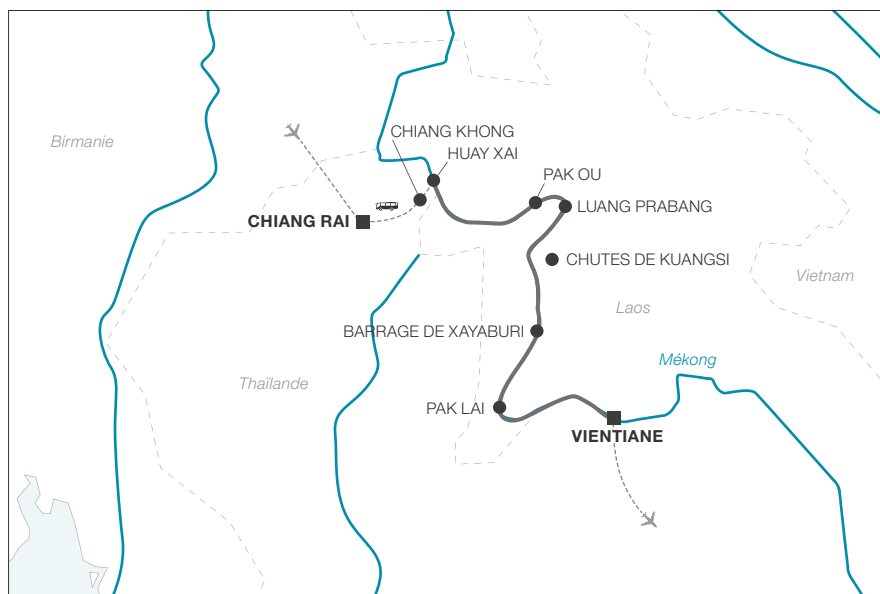 CHIANG KHONG
Birmanie
HUAY XAI
PAK OU
LUANG PRABANG
CHIANG RAI
CHUTES DE KUANGSI
Vietnam
Laos
BARRAGE DE XAYABURI
Mékong
Thaïlande
PAK LAI
VIENTIANE